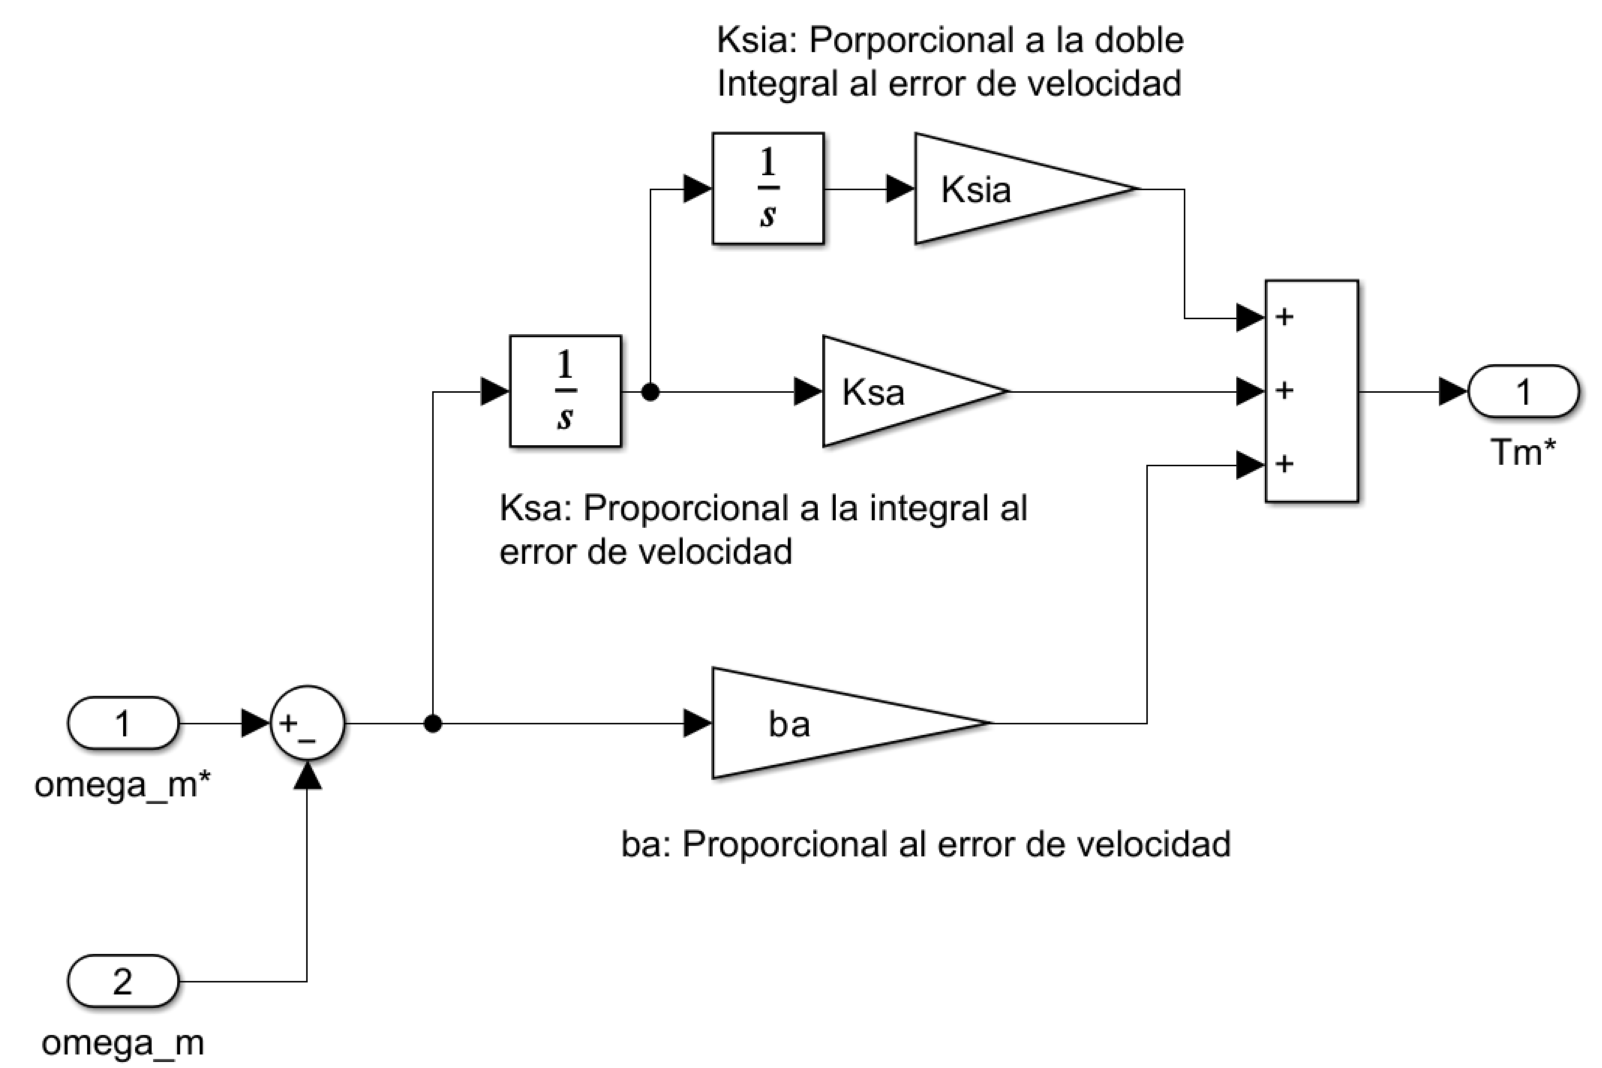 Ksia: Porporcional a la doble
Integral al error de velocidad
1
s
Ksia
+
1
s
Ksa
+
1
Tm*
+
Ksa: Proporcional a la integral al
error de velocidad
1
+
−
ba
omega_m*
ba: Proporcional al error de velocidad
2
omega_m